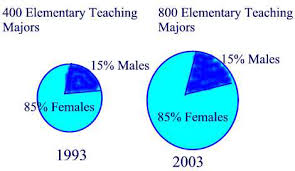 400 Elementary Teaching
Majors
15% Males
85% Females
1993
800 Elementary Teaching
Majors
15% Males
85% Females
2003